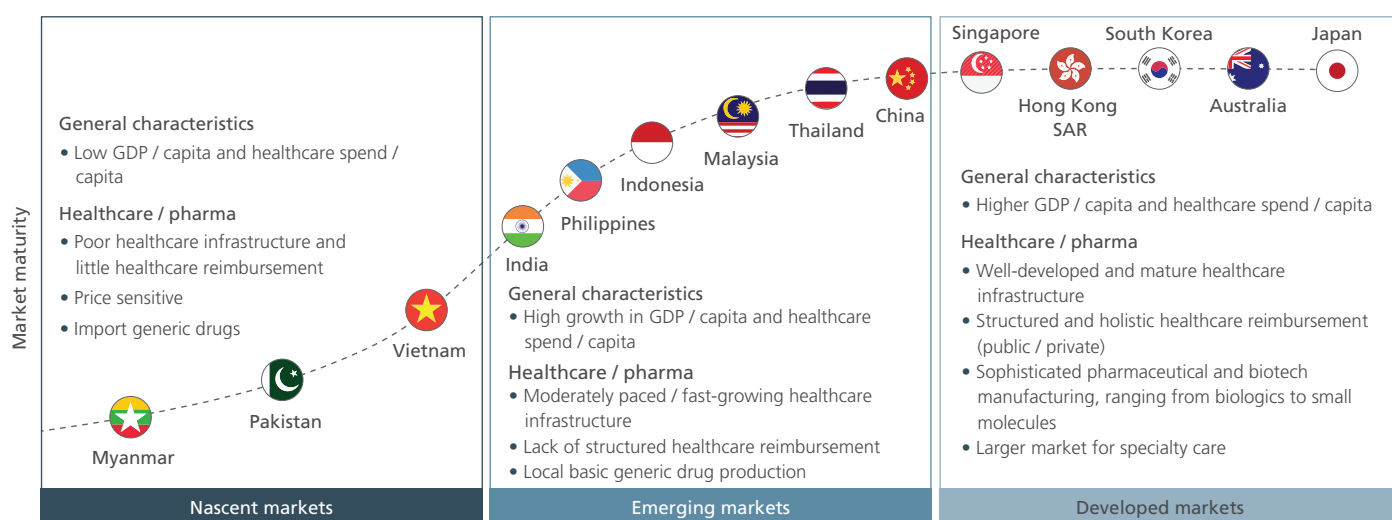 Market maturity
General characteristics
• Low GDP / capita and healthcare spend /
capita
Healthcare / pharma
• Poor healthcare infrastructure and
little healthcare reimbursement
• Price sensitive
• Import generic drugs
Myanmar
Pakistan
Vietnam
Nascent markets
India
Philippines
Indonesia
Malaysia
Thailand
China
General characteristics
• High growth in GDP / capita and healthcare
spend / capita
Healthcare / pharma
• Moderately paced / fast-growing healthcare
infrastructure
• Lack of structured healthcare reimbursement
• Local basic generic drug production
Emerging markets
Singapore
Hong Kong
SAR
South Korea
Australia
Japan
General characteristics
• Higher GDP / capita and healthcare spend / capita
Healthcare / pharma
• Well-developed and mature healthcare
infrastructure
• Structured and holistic healthcare reimbursement
(public / private)
• Sophisticated pharmaceutical and biotech
manufacturing, ranging from biologics to small
molecules
• Larger market for specialty care
Developed markets